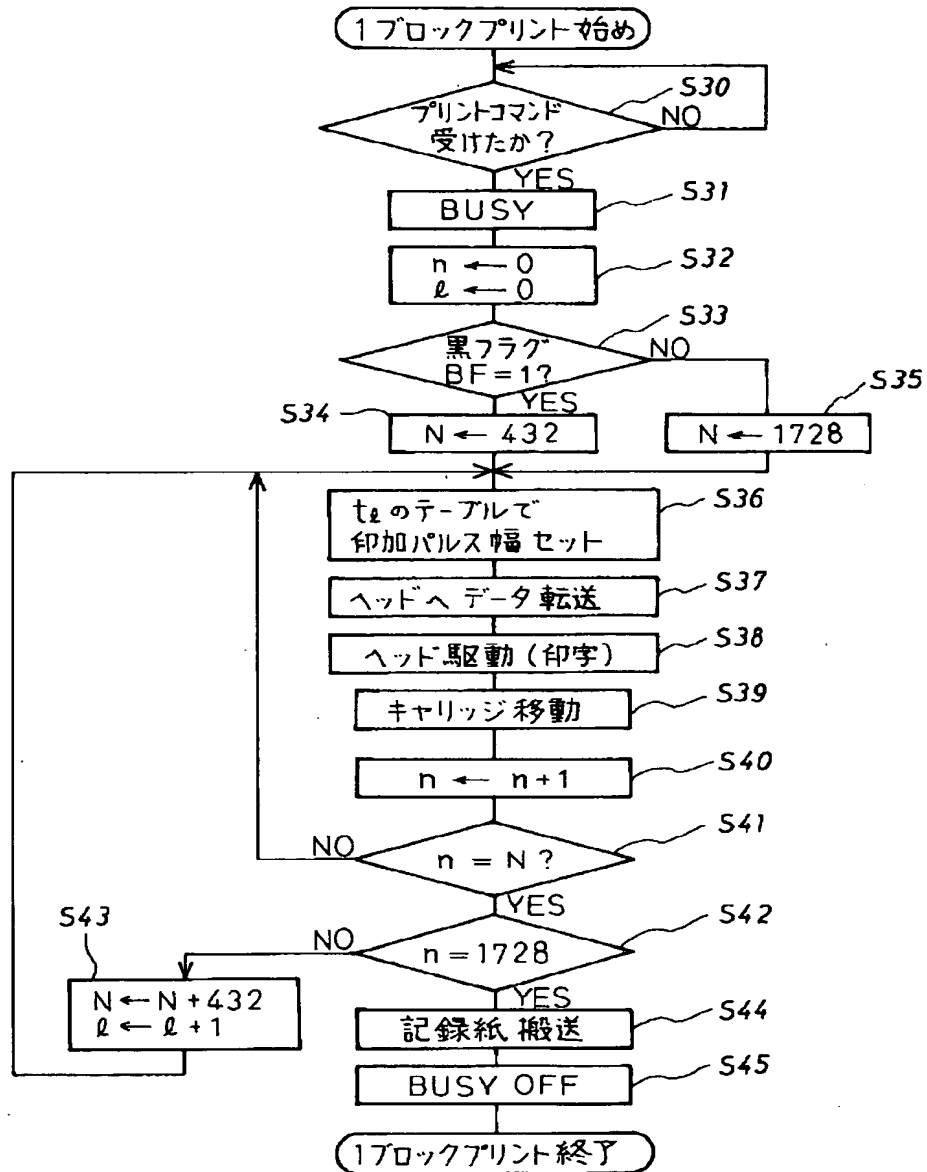 1ブロックプリント始め
S30
プリントコマンド
受けたか?
NO
YES
S31
BUSY
S32
n ← 0
ℓ ← 0
S33
黒フラグ
BF=1?
NO
YES
S34
N ← 432
S35
N ← 1728
S36
tℓのテーブルで
印加パルス幅セット
S37
ヘッドへデータ転送
S38
ヘッド駆動(印字)
S39
キャリッジ移動
S40
n ← n+1
S41
n = N?
NO
YES
S42
n=1728
NO
YES
S43
N←N+432
ℓ←ℓ+1
S44
記録紙搬送
S45
BUSY OFF
1ブロックプリント終了